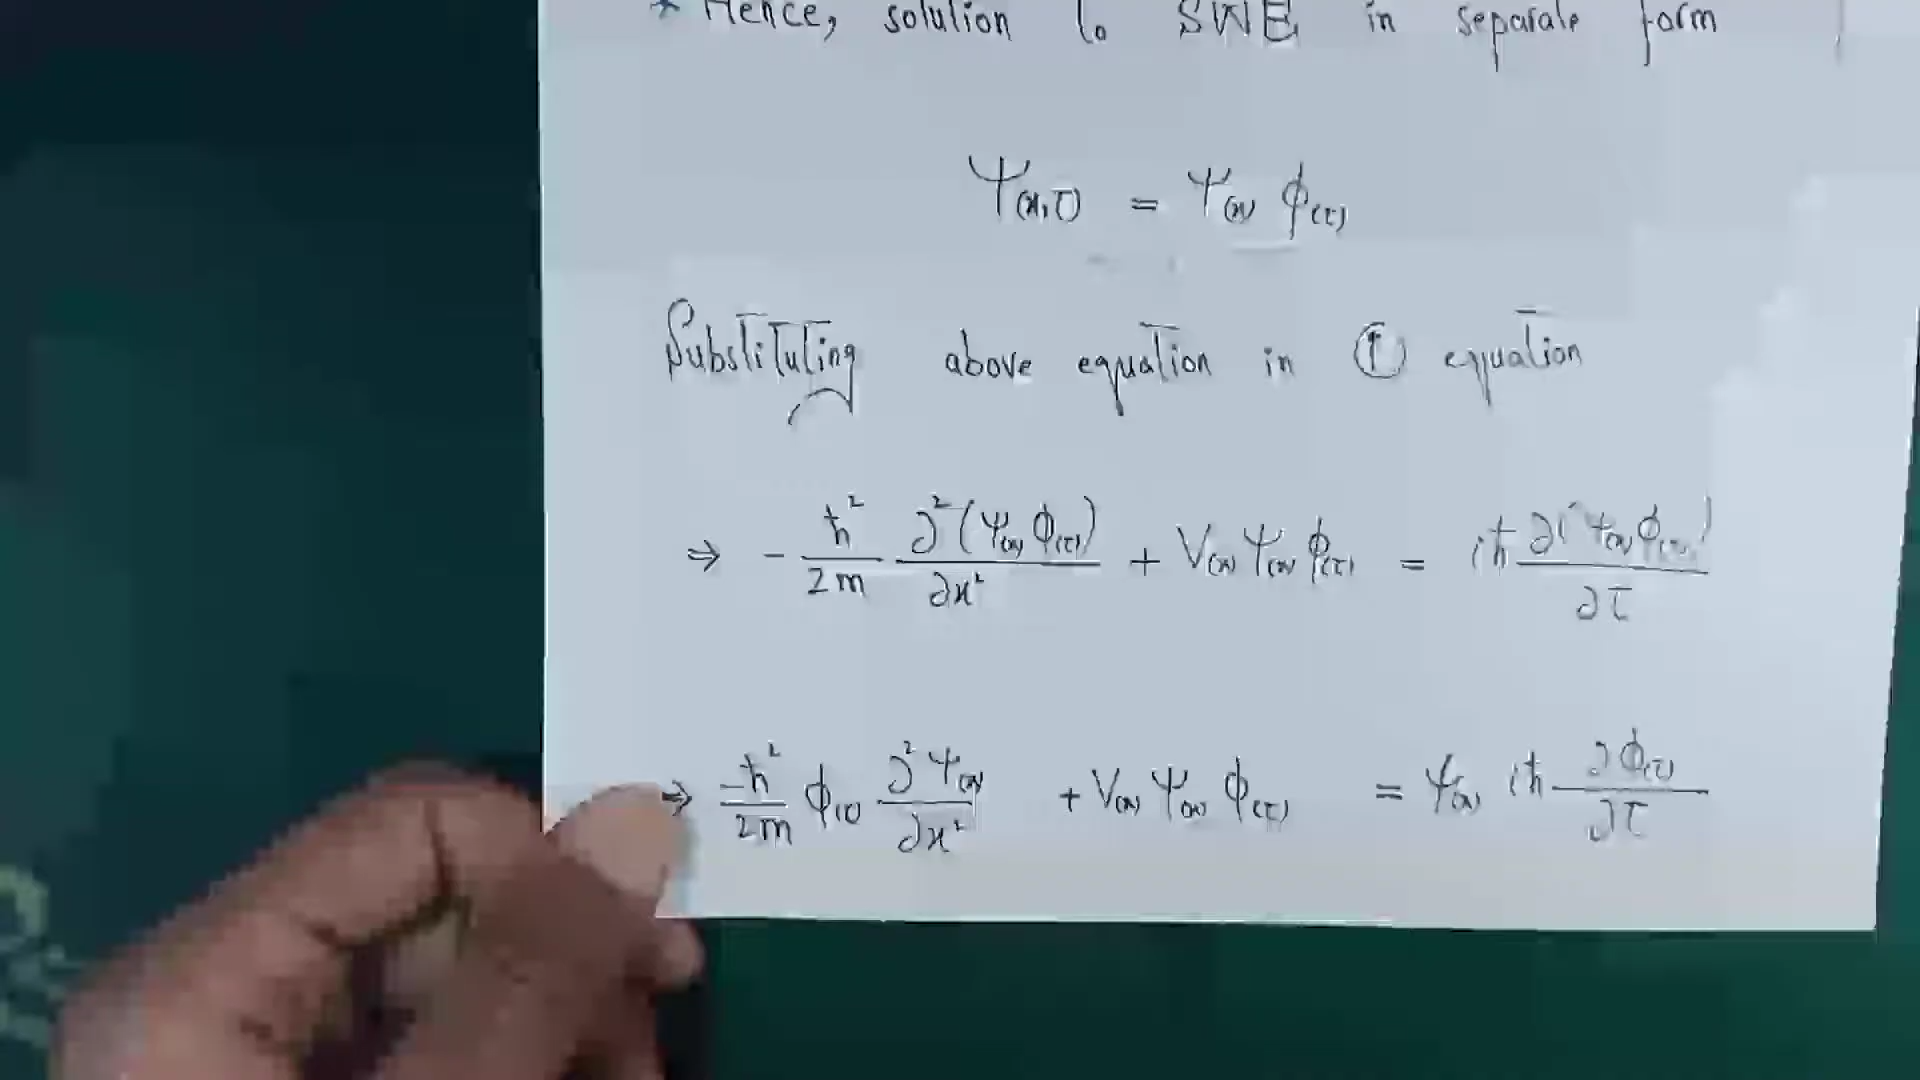 * Hence, solution to SWE in separate form
Ψ(x,t) = Ψ(x) ϕ(t)
Substituting above equation in ① equation
⇒ - ħ²/2m ∂²(Ψ(x) ϕ(t))/∂x² + V(x) Ψ(x) ϕ(t) = iħ ∂(Ψ(x) ϕ(t))/∂t
⇒ -ħ²/2m ϕ(t) ∂²Ψ(x)/∂x² + V(x) Ψ(x) ϕ(t) = Ψ(x) iħ ∂ϕ(t)/∂t